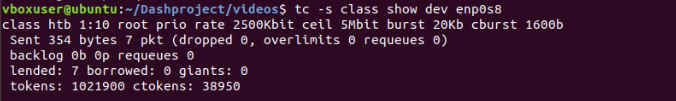 vboxuser@ubuntu:~/Dashproject/videos$ tc -s class show dev enp0s8
class htb 1:10 root prio rate 2500Kbit ceil 5Mbit burst 20Kb cburst 1600b
 Sent 354 bytes 7 pkt (dropped 0, overlimits 0 requeues 0)
 backlog 0b 0p requeues 0
 lended: 7 borrowed: 0 giants: 0
 tokens: 1021900 ctokens: 38950